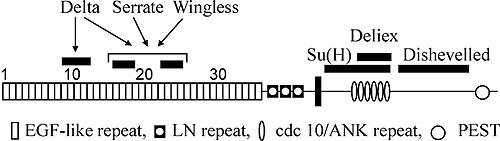 Delta Serrate Wingless
Deliex
Su(H) Dishevelled
1 10 20 30
EGF-like repeat, LN repeat, cdc 10/ANK repeat, PEST